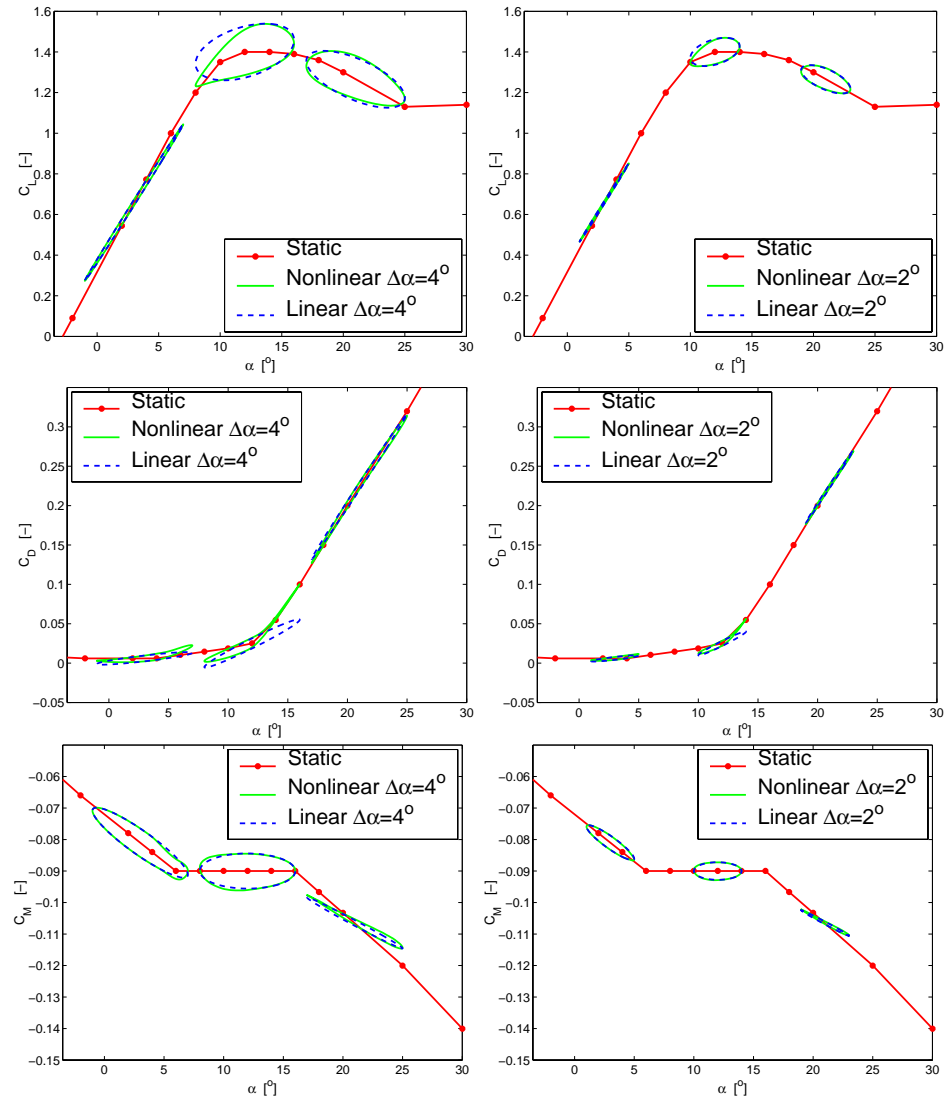 1.6
1.4
1.2
1
0.8
0.6
0.4
0.2
0
C_L [-]
0 5 10 15 20 25 30
α [°]
Static
Nonlinear Δα=4°
Linear Δα=4°
1.6
1.4
1.2
1
0.8
0.6
0.4
0.2
0
C_L [-]
0 5 10 15 20 25 30
α [°]
Static
Nonlinear Δα=2°
Linear Δα=2°
0.3
0.25
0.2
0.15
0.1
0.05
0
−0.05
C_D [-]
0 5 10 15 20 25 30
α [°]
Static
Nonlinear Δα=4°
Linear Δα=4°
0.3
0.25
0.2
0.15
0.1
0.05
0
−0.05
C_D [-]
0 5 10 15 20 25 30
α [°]
Static
Nonlinear Δα=2°
Linear Δα=2°
−0.06
−0.07
−0.08
−0.09
−0.1
−0.11
−0.12
−0.13
−0.14
−0.15
C_M [-]
0 5 10 15 20 25 30
α [°]
Static
Nonlinear Δα=4°
Linear Δα=4°
−0.06
−0.07
−0.08
−0.09
−0.1
−0.11
−0.12
−0.13
−0.14
−0.15
C_M [-]
0 5 10 15 20 25 30
α [°]
Static
Nonlinear Δα=2°
Linear Δα=2°